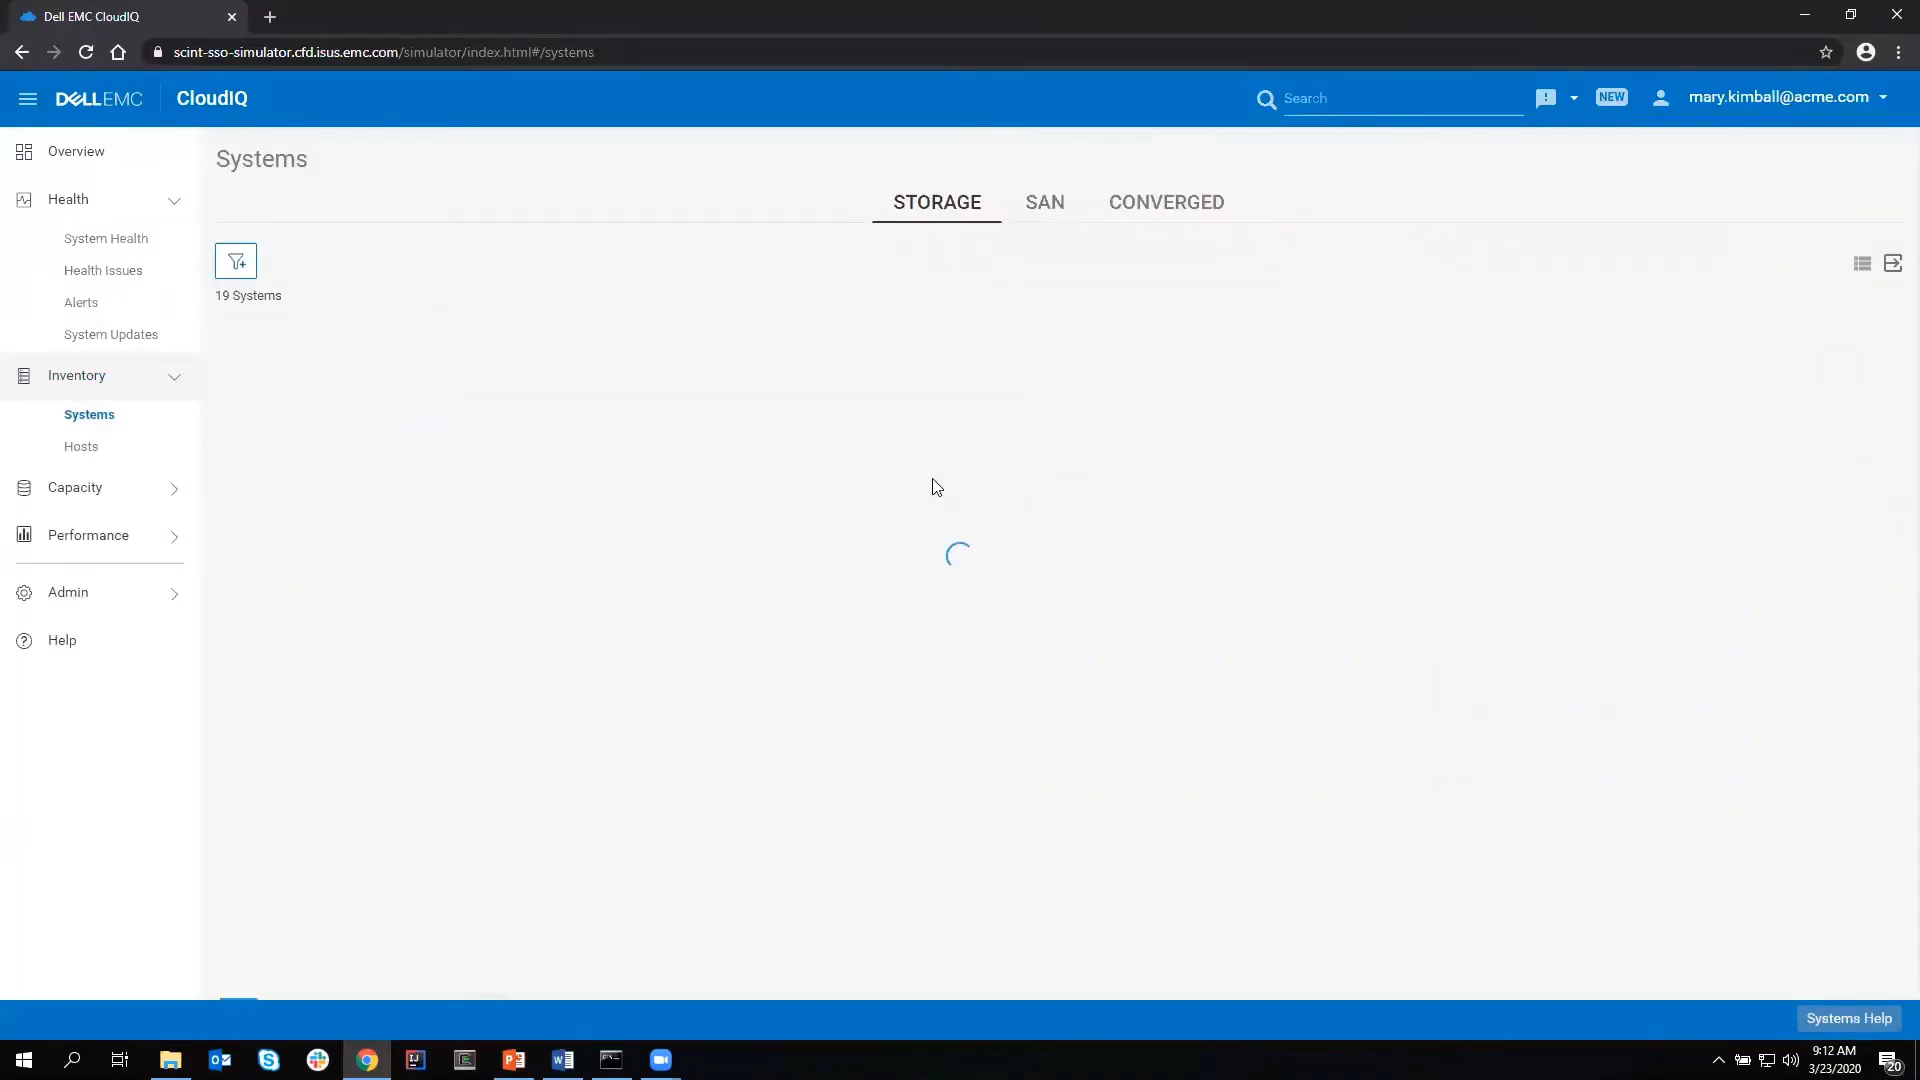 Dell EMC CloudIQ
scint-sso-simulator.cfd.isus.emc.com/simulator/index.html#/systems
DELLEMC CloudIQ
Search
NEW
mary.kimball@acme.com
Overview
Health
System Health
Health Issues
Alerts
System Updates
Inventory
Systems
Hosts
Capacity
Performance
Admin
Help
Systems
STORAGE SAN CONVERGED
19 Systems
Systems Help
9:12 AM
3/23/2020
20